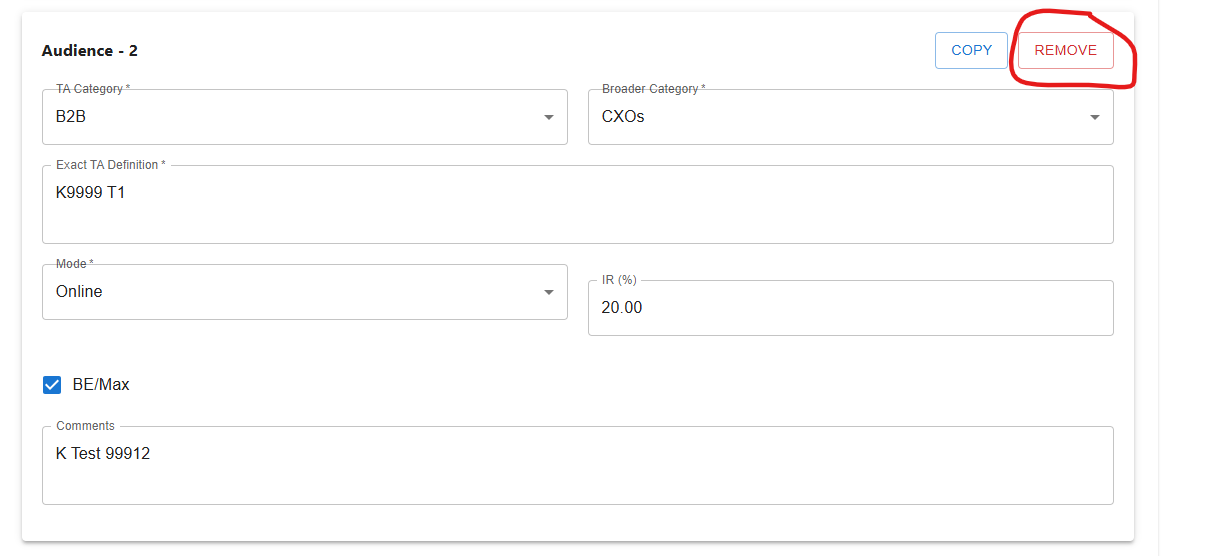 Audience - 2
COPY
REMOVE
TA Category *
Broader Category *
B2B
CXOs
Exact TA Definition *
K9999 T1
Mode *
IR (%)
Online
20.00
BE/Max
Comments
K Test 99912